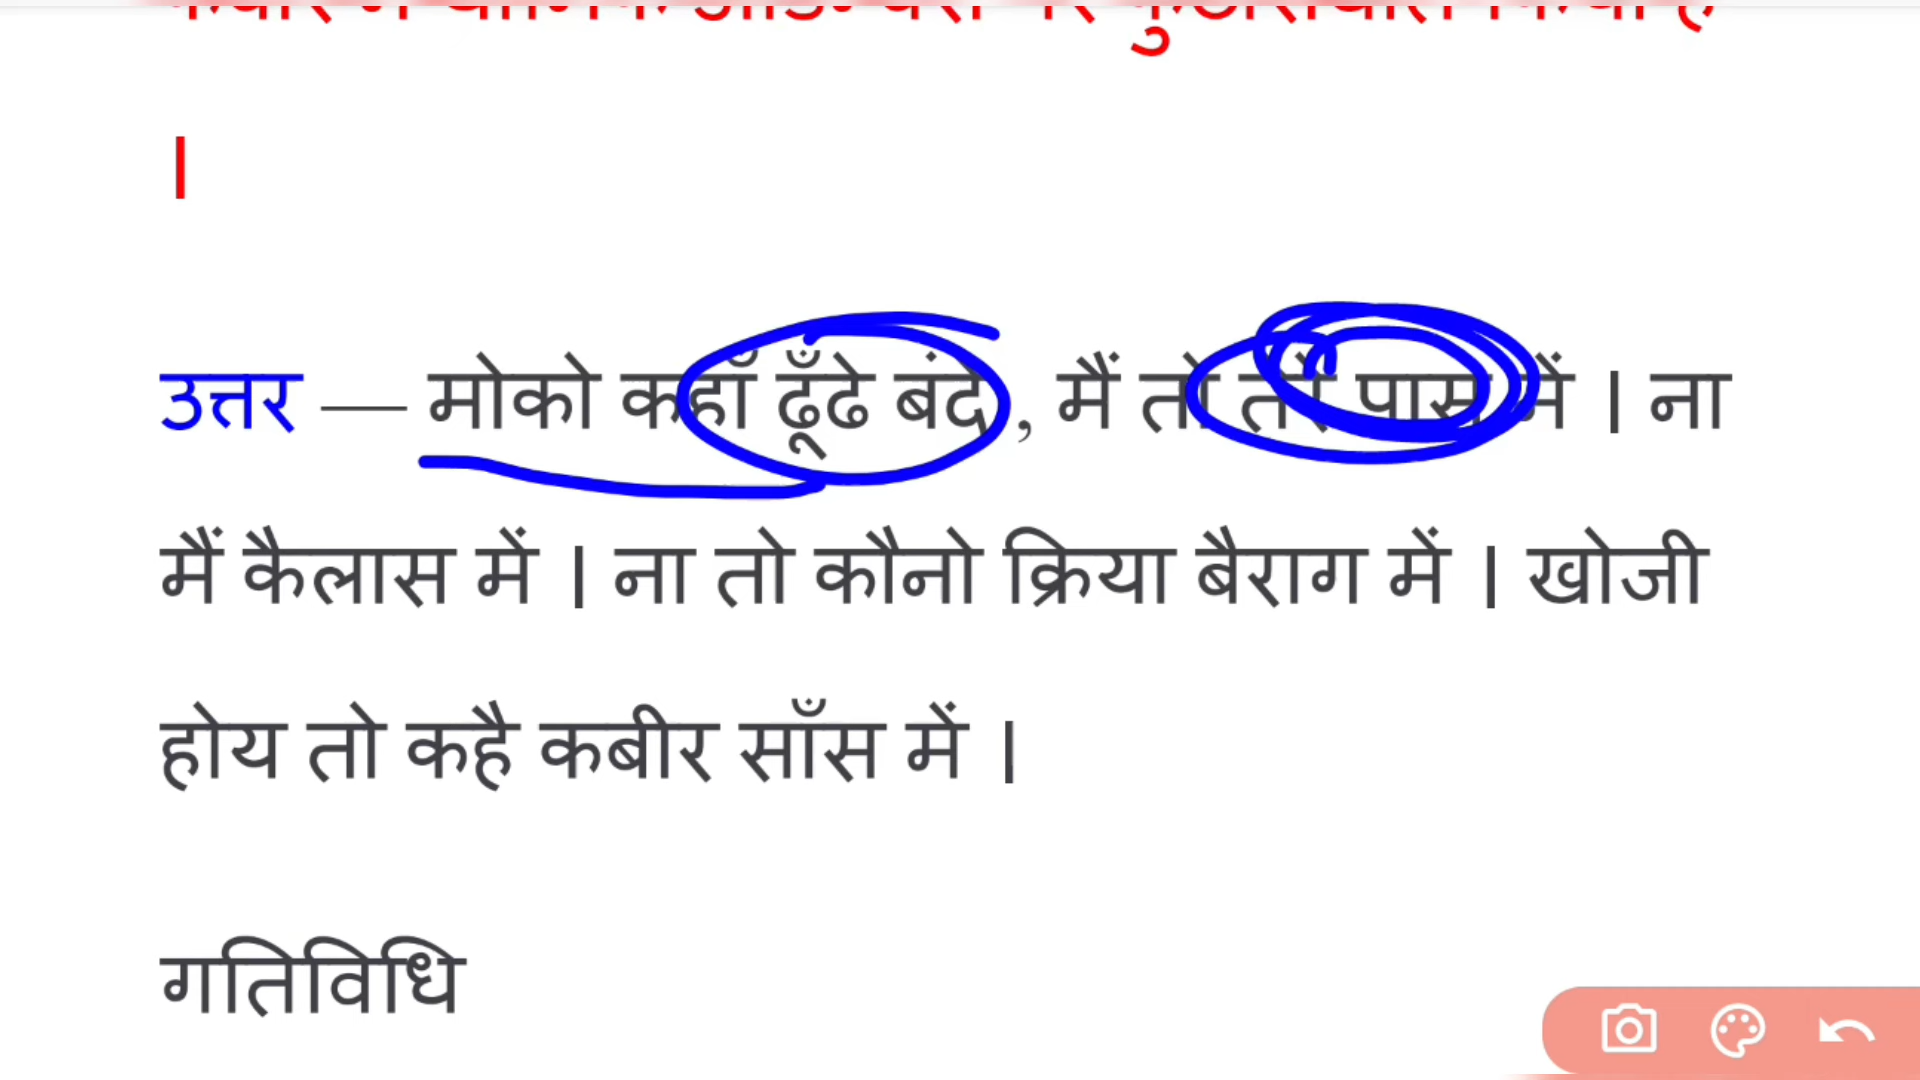 ।
उत्तर — मोको कहाँ ढूँढे बंदे , मैं तो तेरे पास में । ना
मैं कैलास में । ना तो कौनो क्रिया बैराग में । खोजी
होय तो कहै कबीर साँस में ।
गतिविधि